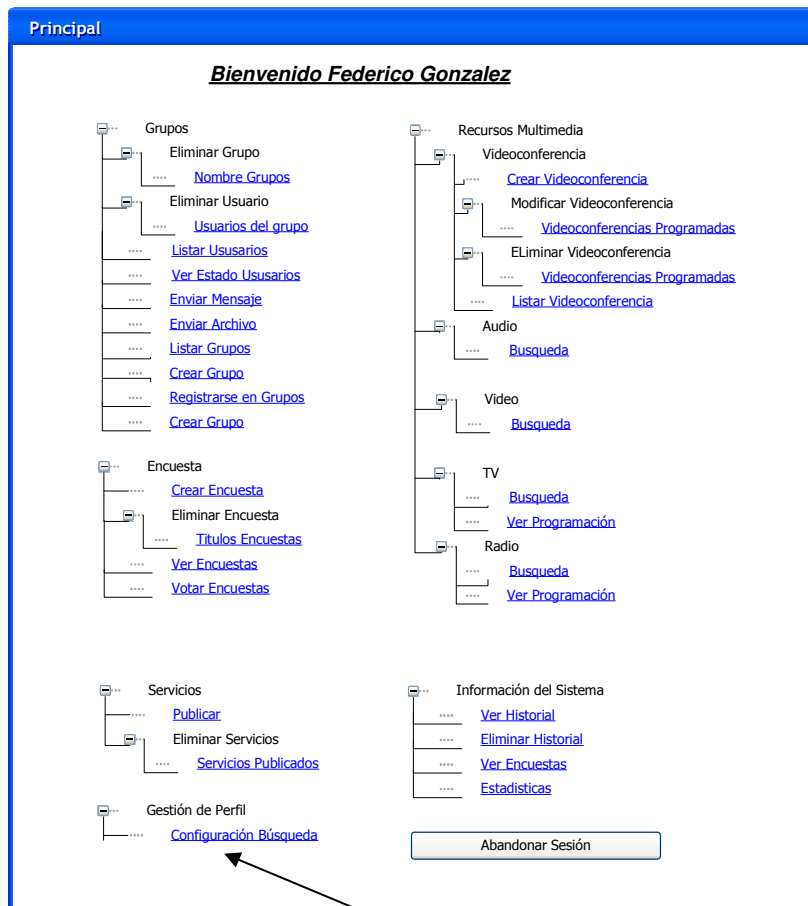 Principal
Bienvenido Federico Gonzalez
Grupos
Eliminar Grupo
Nombre Grupos
Eliminar Usuario
Usuarios del grupo
Listar Ususarios
Ver Estado Ususarios
Enviar Mensaje
Enviar Archivo
Listar Grupos
Crear Grupo
Registrarse en Grupos
Crear Grupo
Encuesta
Crear Encuesta
Eliminar Encuesta
Titulos Encuestas
Ver Encuestas
Votar Encuestas
Recursos Multimedia
Videoconferencia
Crear Videoconferencia
Modificar Videoconferencia
Videoconferencias Programadas
ELiminar Videoconferencia
Videoconferencias Programadas
Listar Videoconferencia
Audio
Busqueda
Video
Busqueda
TV
Busqueda
Ver Programación
Radio
Busqueda
Ver Programación
Servicios
Publicar
Eliminar Servicios
Servicios Publicados
Gestión de Perfil
Configuración Búsqueda
Información del Sistema
Ver Historial
Eliminar Historial
Ver Encuestas
Estadisticas
Abandonar Sesión